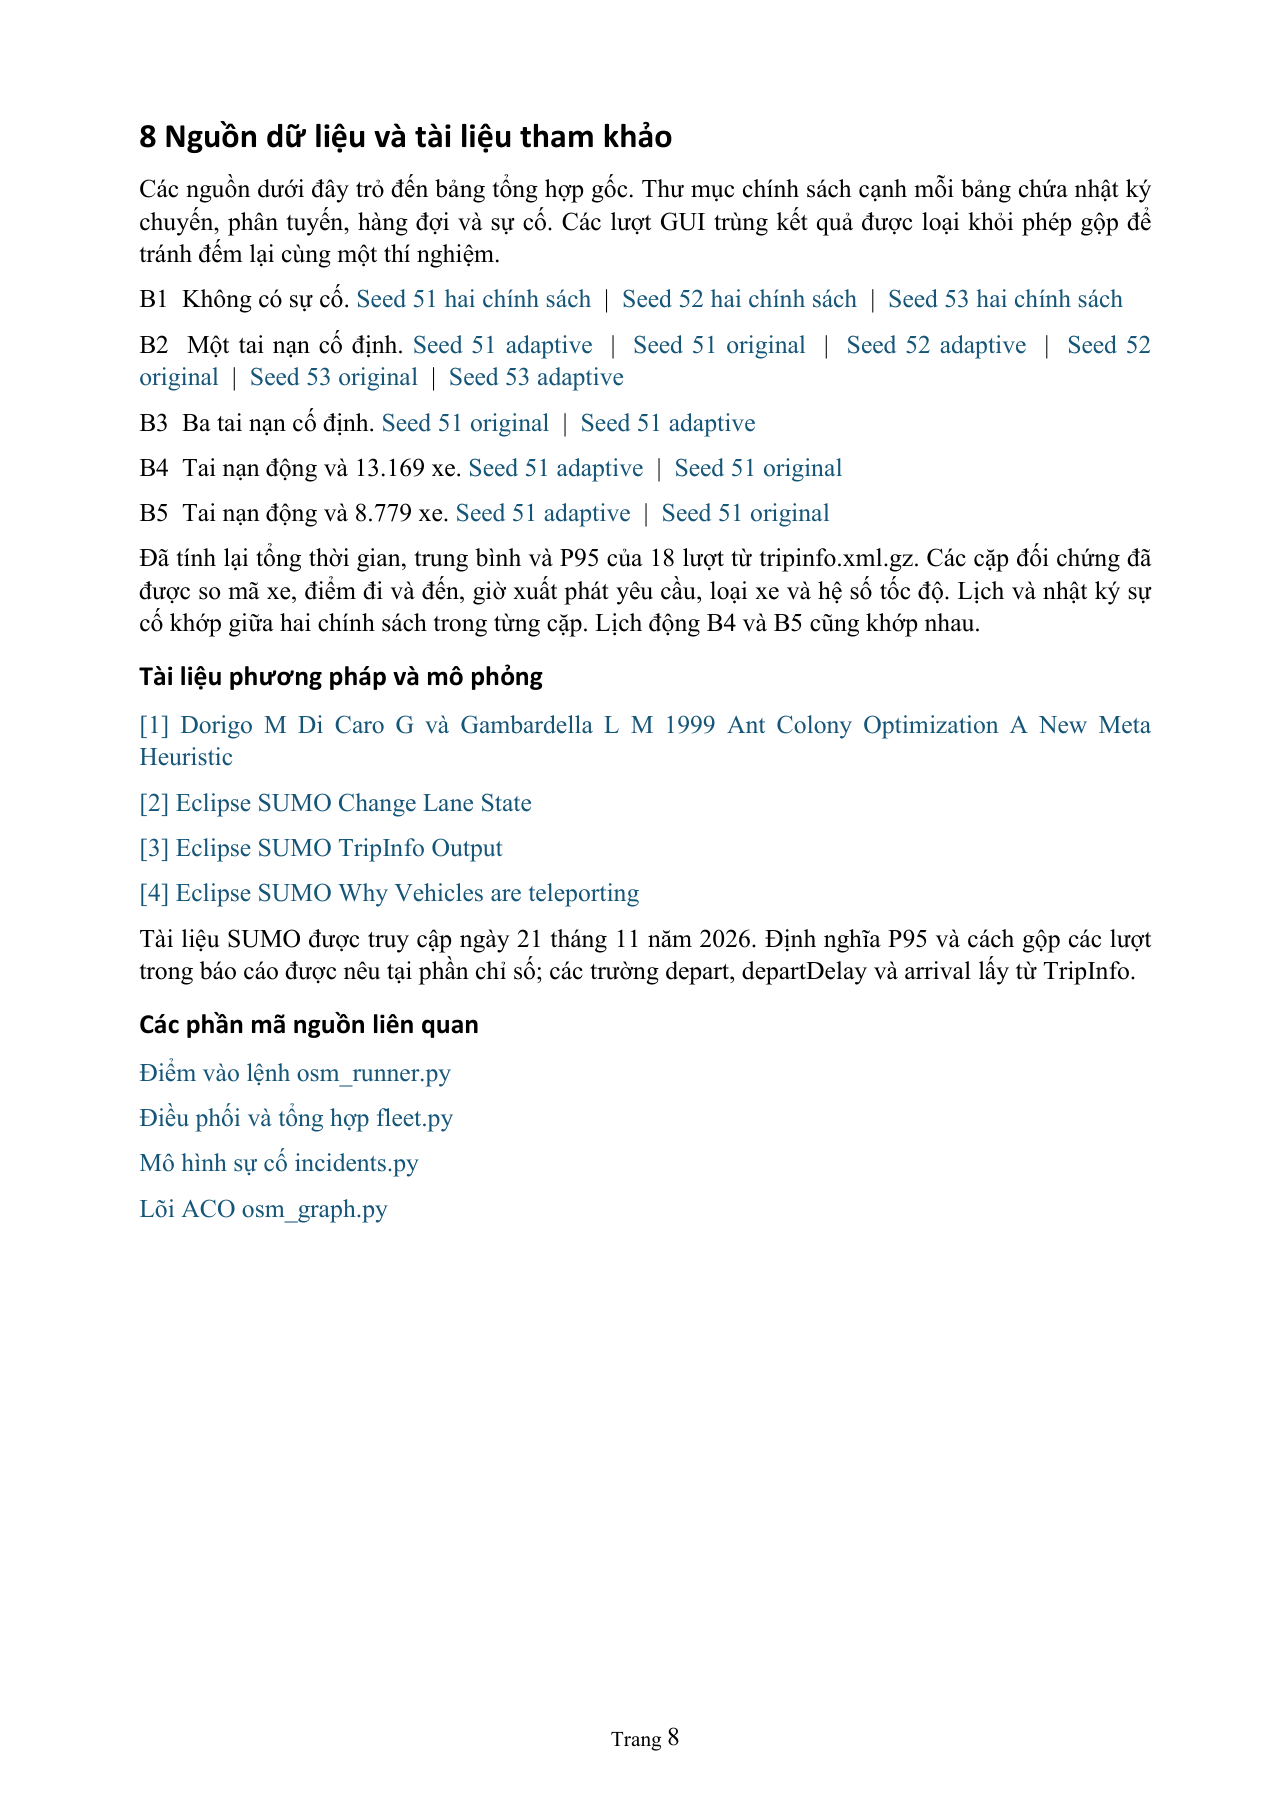 8 Nguồn dữ liệu và tài liệu tham khảo
Các nguồn dưới đây trỏ đến bảng tổng hợp gốc. Thư mục chính sách cạnh mỗi bảng chứa nhật ký
chuyến, phân tuyến, hàng đợi và sự cố. Các lượt GUI trùng kết quả được loại khỏi phép gộp để
tránh đếm lại cùng một thí nghiệm.
B1 Không có sự cố. Seed 51 hai chính sách | Seed 52 hai chính sách | Seed 53 hai chính sách
B2 Một tai nạn cố định. Seed 51 adaptive | Seed 51 original | Seed 52 adaptive | Seed 52
original | Seed 53 original | Seed 53 adaptive
B3 Ba tai nạn cố định. Seed 51 original | Seed 51 adaptive
B4 Tai nạn động và 13.169 xe. Seed 51 adaptive | Seed 51 original
B5 Tai nạn động và 8.779 xe. Seed 51 adaptive | Seed 51 original
Đã tính lại tổng thời gian, trung bình và P95 của 18 lượt từ tripinfo.xml.gz. Các cặp đối chứng đã
được so mã xe, điểm đi và đến, giờ xuất phát yêu cầu, loại xe và hệ số tốc độ. Lịch và nhật ký sự
cố khớp giữa hai chính sách trong từng cặp. Lịch động B4 và B5 cũng khớp nhau.
Tài liệu phương pháp và mô phỏng
[1] Dorigo M Di Caro G và Gambardella L M 1999 Ant Colony Optimization A New Meta
Heuristic
[2] Eclipse SUMO Change Lane State
[3] Eclipse SUMO TripInfo Output
[4] Eclipse SUMO Why Vehicles are teleporting
Tài liệu SUMO được truy cập ngày 21 tháng 11 năm 2026. Định nghĩa P95 và cách gộp các lượt
trong báo cáo được nêu tại phần chỉ số; các trường depart, departDelay và arrival lấy từ TripInfo.
Các phần mã nguồn liên quan
Điểm vào lệnh osm_runner.py
Điều phối và tổng hợp fleet.py
Mô hình sự cố incidents.py
Lõi ACO osm_graph.py
Trang 8